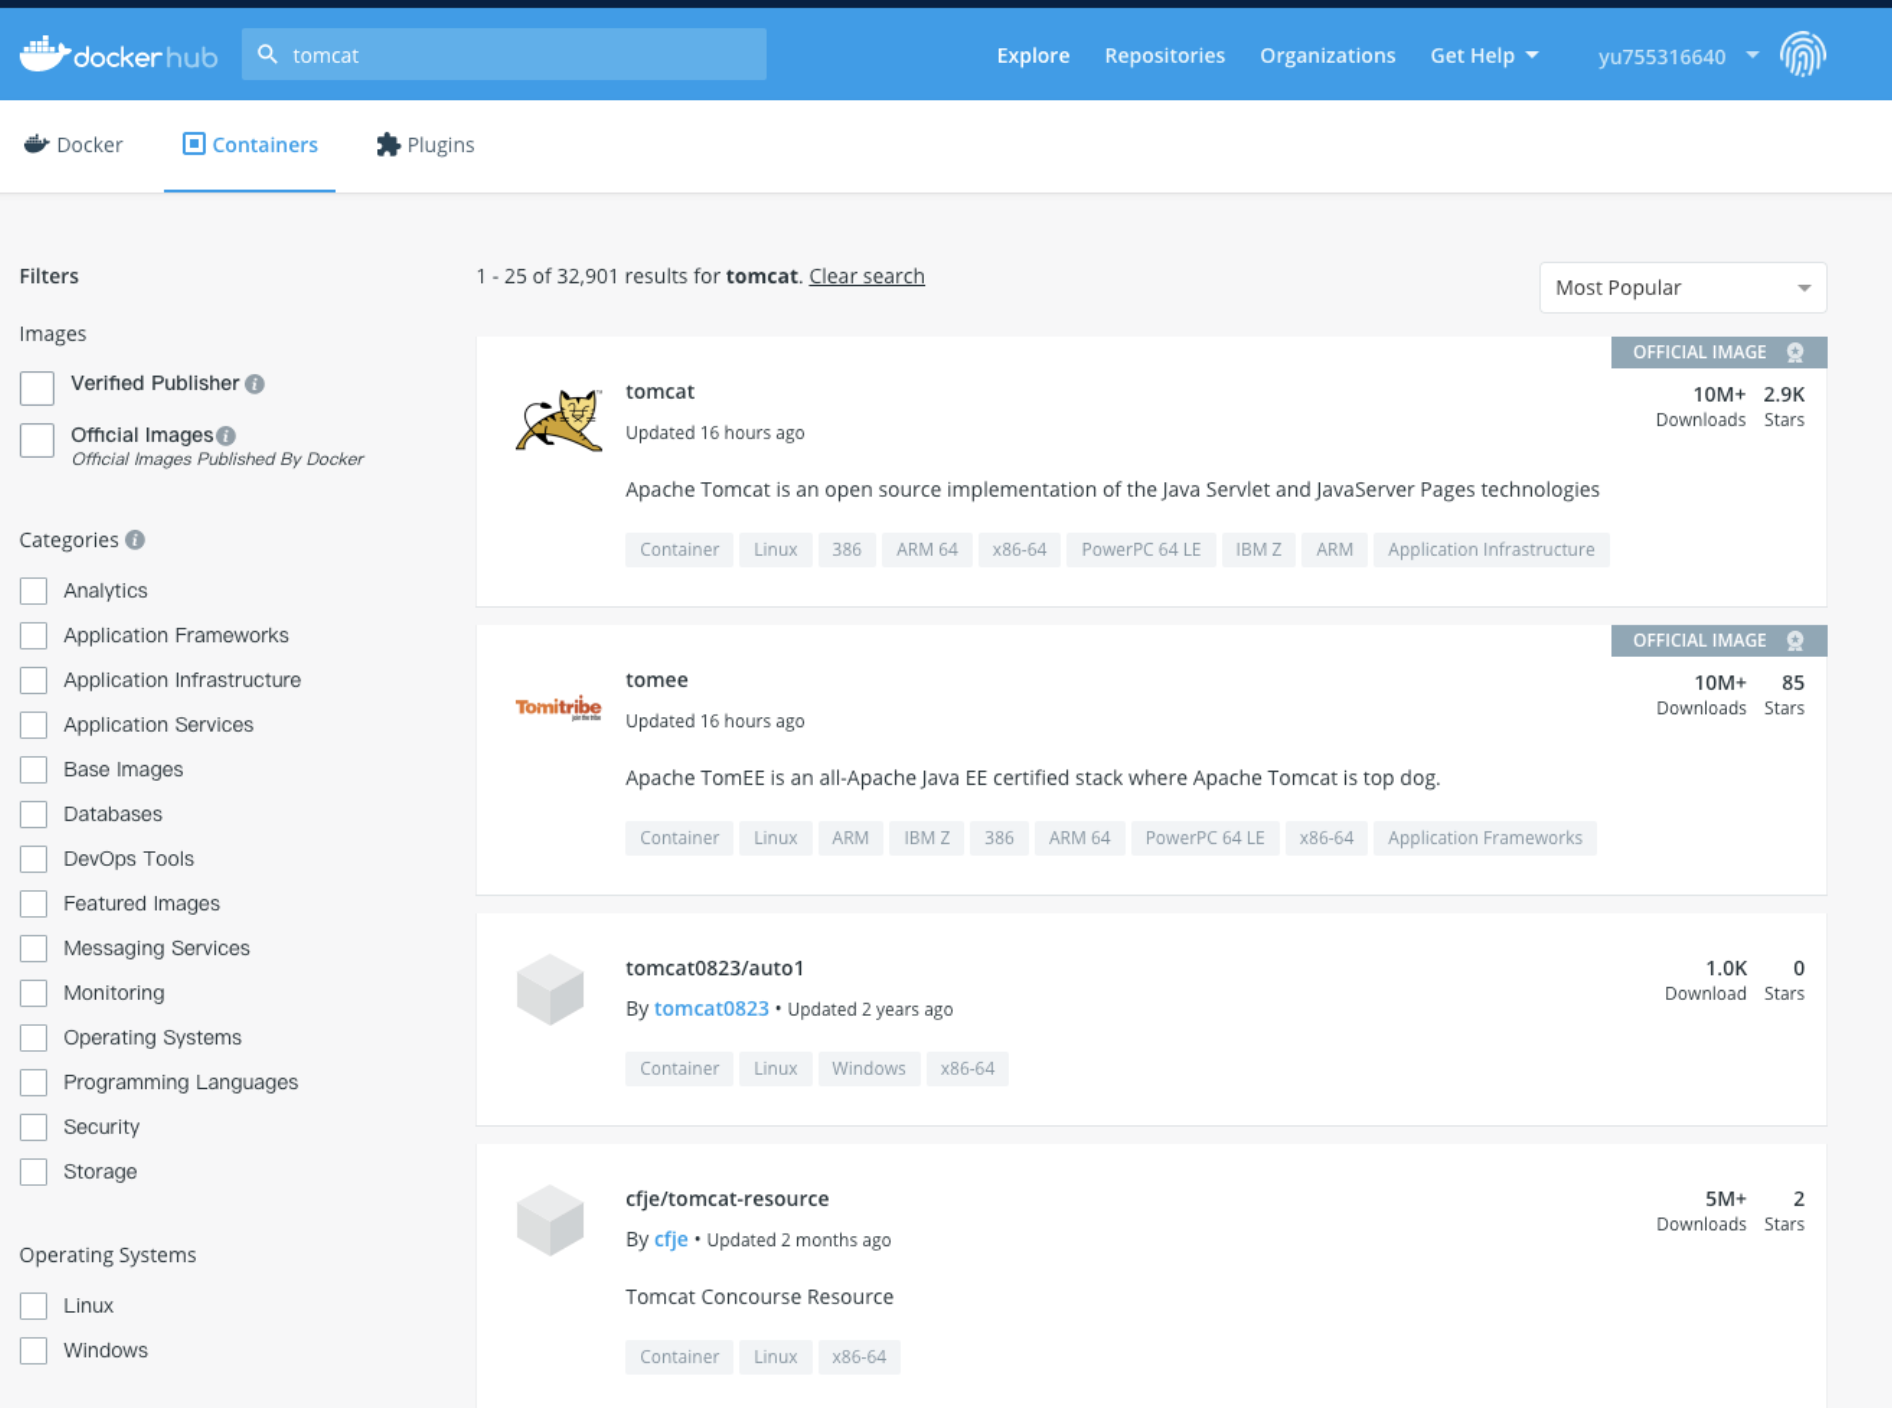 dockerhub
tomcat
Explore Repositories Organizations Get Help yu755316640
Docker Containers Plugins
Filters
Images
Verified Publisher
Official Images
Official Images Published By Docker
Categories
Analytics
Application Frameworks
Application Infrastructure
Application Services
Base Images
Databases
DevOps Tools
Featured Images
Messaging Services
Monitoring
Operating Systems
Programming Languages
Security
Storage
Operating Systems
Linux
Windows
1 - 25 of 32,901 results for tomcat. Clear search
Most Popular
OFFICIAL IMAGE
tomcat
10M+ 2.9K
Downloads Stars
Updated 16 hours ago
Apache Tomcat is an open source implementation of the Java Servlet and JavaServer Pages technologies
Container Linux 386 ARM 64 x86-64 PowerPC 64 LE IBM Z ARM Application Infrastructure
OFFICIAL IMAGE
Tomitribe
join the tribe
tomee
10M+ 85
Downloads Stars
Updated 16 hours ago
Apache TomEE is an all-Apache Java EE certified stack where Apache Tomcat is top dog.
Container Linux ARM IBM Z 386 ARM 64 PowerPC 64 LE x86-64 Application Frameworks
tomcat0823/auto1
1.0K 0
Download Stars
By tomcat0823 • Updated 2 years ago
Container Linux Windows x86-64
cfje/tomcat-resource
5M+ 2
Downloads Stars
By cfje • Updated 2 months ago
Tomcat Concourse Resource
Container Linux x86-64